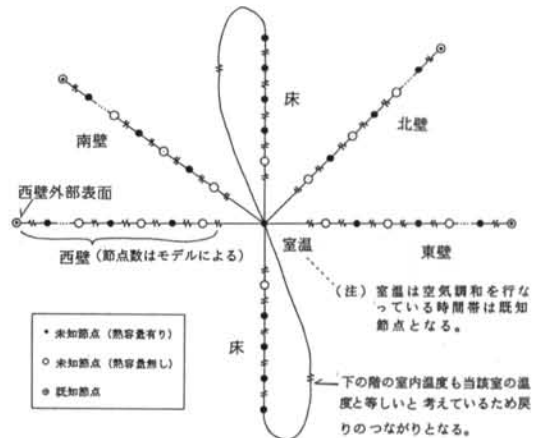 床
北壁
南壁
西壁外部表面
室温
東壁
西壁 (節点数はモデルによる)
(注) 室温は空気調和を行な
っている時間帯は既知
節点となる。
床
未知節点 (熱容量有り)
未知節点 (熱容量無し)
既知節点
下の階の室内温度も当該室の温
度と等しいと考えているため戻
りのつながりとなる。